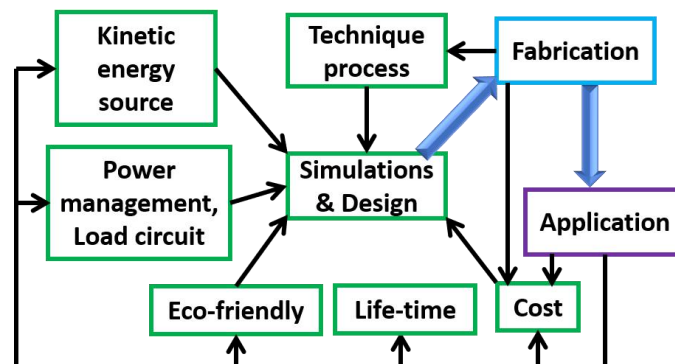 Kinetic
energy
source
Technique
process
Fabrication
Power
management,
Load circuit
Simulations
& Design
Application
Eco-friendly
Life-time
Cost